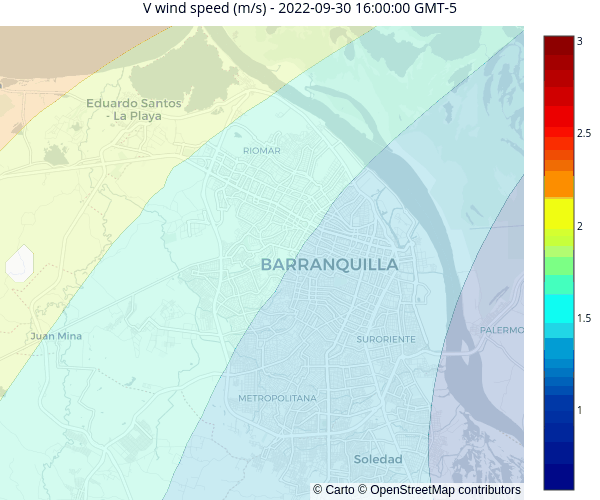 V wind speed (m/s) - 2022-09-30 16:00:00 GMT-5
3
Eduardo Santos
- La Playa
2.5
RIOMAR
2
BARRANQUILLA
1.5
PALERMO
Juan Mina
SURORIENTE
METROPOLITANA
1
Soledad
© Carto © OpenStreetMap contributors